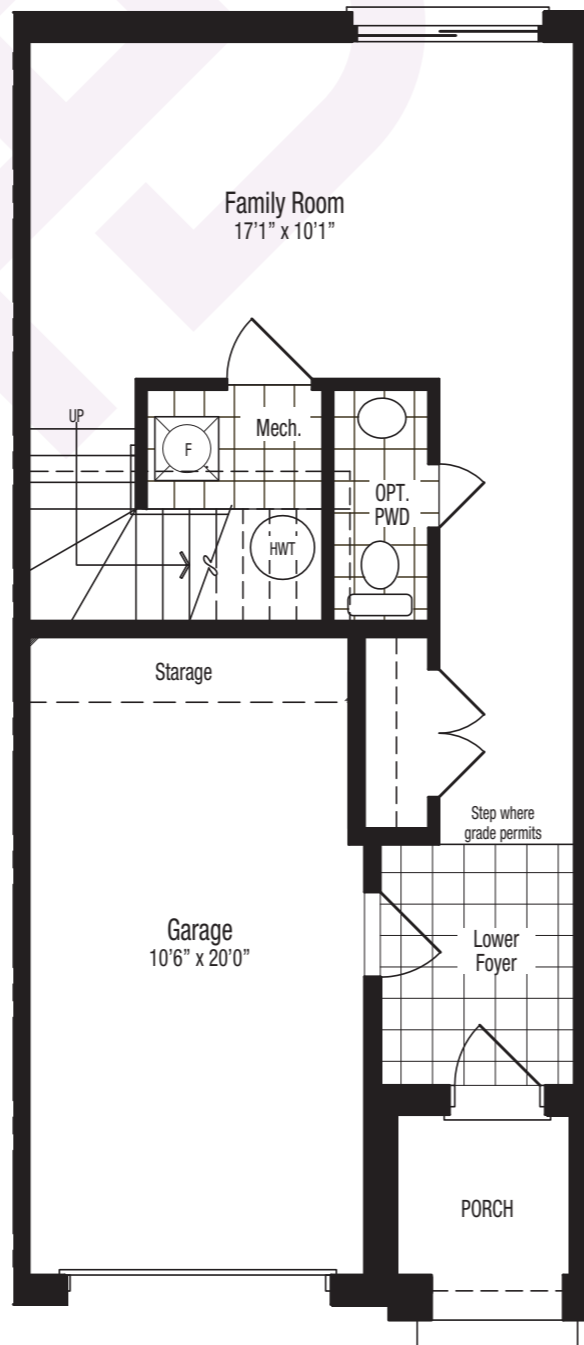 Family Room
17'1" x 10'1"
UP
F
Mech.
OPT.
PWD
HWT
Starage
Step where
grade permits
Garage
10'6" x 20'0"
Lower
Foyer
PORCH